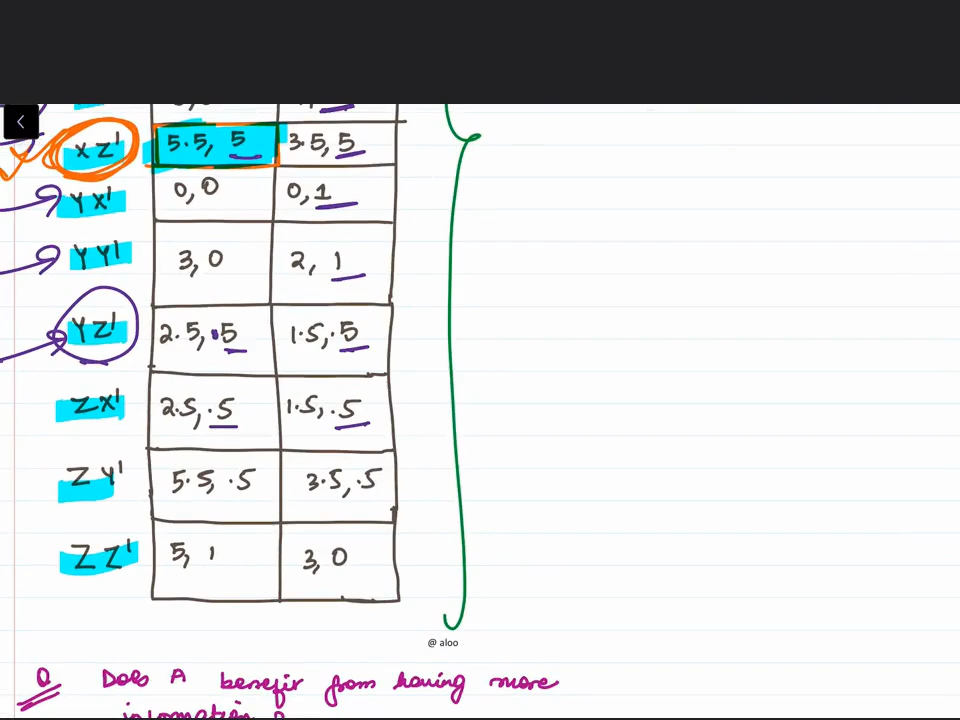 X Z' 5.5, 5 3.5, 5
Y X' 0, 0 0, 1
Y Y' 3, 0 2, 1
Y Z' 2.5, .5 1.5, .5
Z X' 2.5, .5 1.5, .5
Z Y' 5.5, .5 3.5, .5
Z Z' 5, 1 3, 0
@ aloo
Q Does A benefit from having more